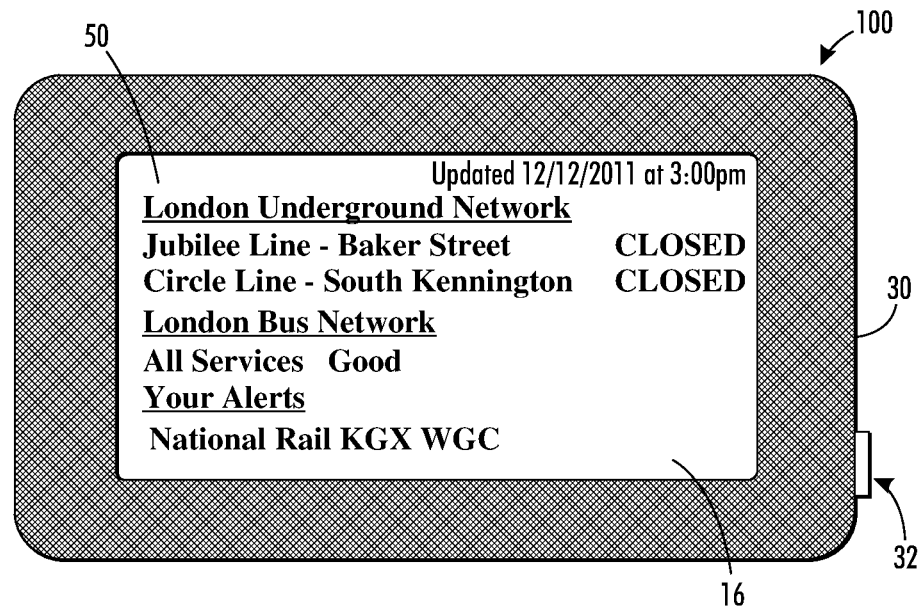 50
100
Updated 12/12/2011 at 3:00pm
London Underground Network
Jubilee Line - Baker Street CLOSED
Circle Line - South Kennington CLOSED
30
London Bus Network
All Services Good
Your Alerts
National Rail KGX WGC
32
16